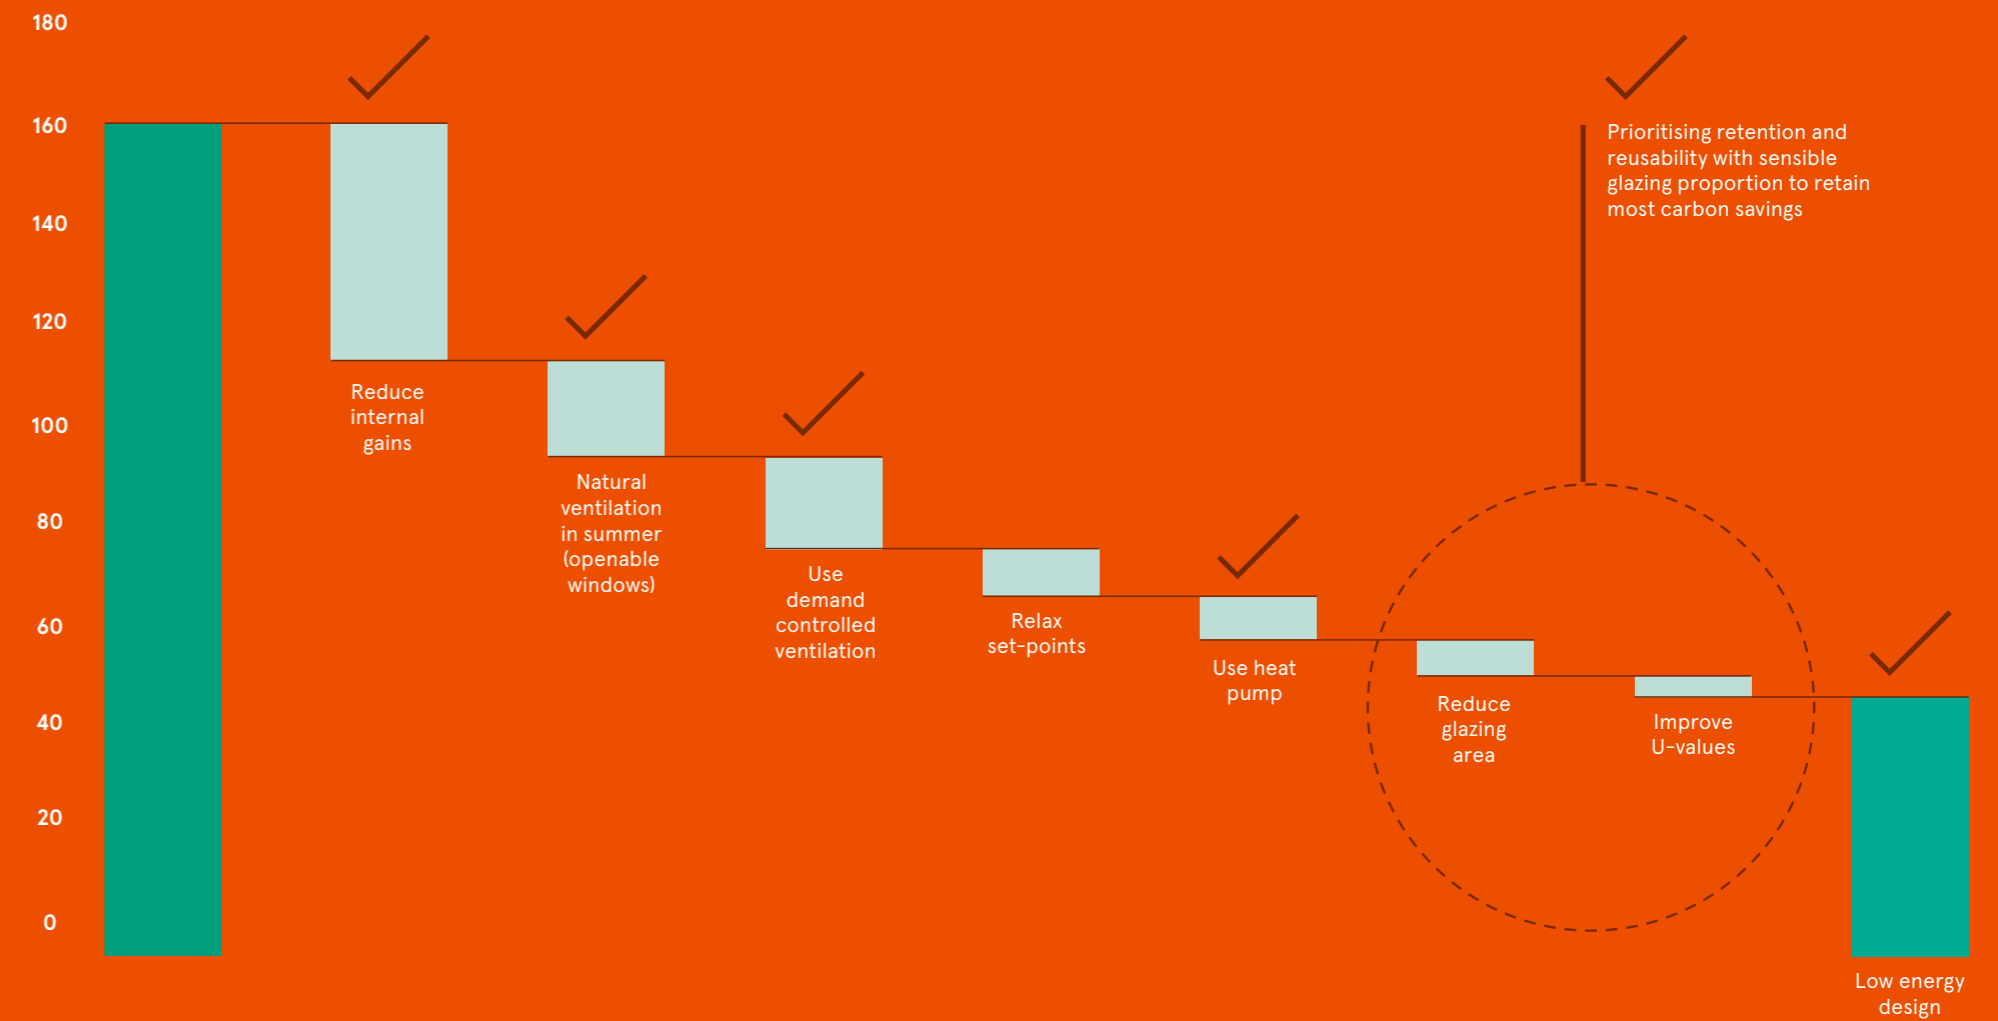 180
160
140
120
100
80
60
40
20
0
Reduce
internal
gains
Natural
ventilation
in summer
(openable
windows)
Use
demand
controlled
ventilation
Relax
set-points
Use heat
pump
Reduce
glazing
area
Improve
U-values
Prioritising retention and
reusability with sensible
glazing proportion to retain
most carbon savings
Low energy
design